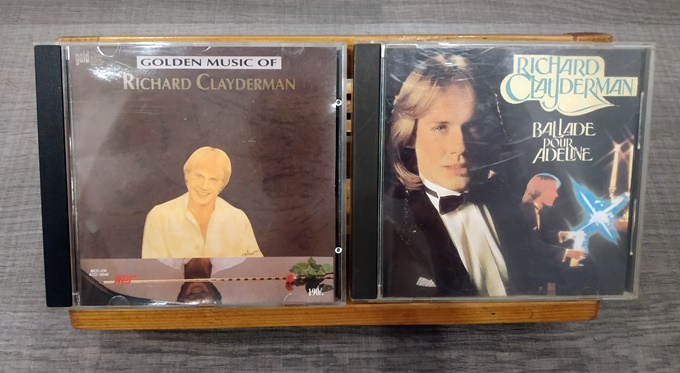 gold
GOLDEN MUSIC OF
RICHARD CLAYDERMAN
RICHARD
CLAYDERMAN
BALLADE
POUR
ADELINE